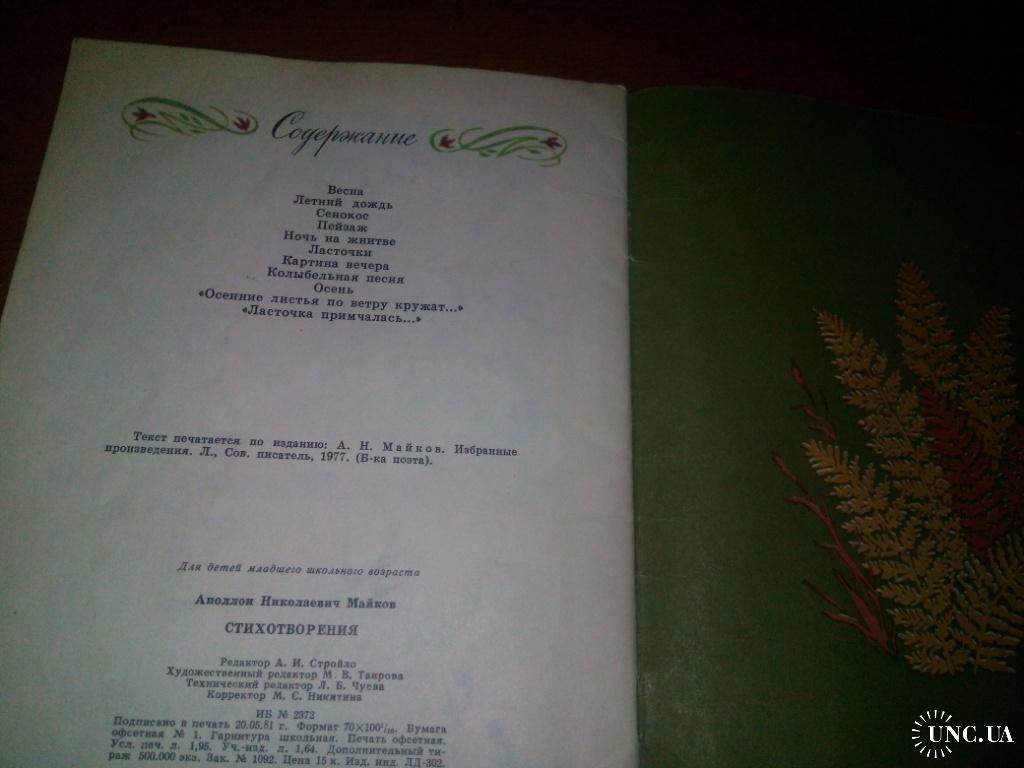 Содержание
Весна
Летний дождь
Сенокос
Пейзаж
Ночь на жнитве
Ласточки
Картина вечера
Колыбельная песня
Осень
«Осенние листья по ветру кружат...»
«Ласточка примчалась...»
Текст печатается по изданию: А. Н. Майков. Избранные
произведения. Л., Сов. писатель, 1977. (Б-ка поэта).
Для детей младшего школьного возраста
Аполлон Николаевич Майков
СТИХОТВОРЕНИЯ
Редактор А. И. Стройло
Художественный редактор М. В. Таирова
Технический редактор Л. Б. Чуева
Корректор М. С. Никитина
ИБ № 2372
Подписано в печать 20.05.81 г. Формат 70×100¹/₁₆. Бумага
офсетная № 1. Гарнитура школьная. Печать офсетная.
Усл. печ. л. 1,95. Уч.-изд. л. 1,64. Дополнительный ти-
раж 500.000 экз. Зак. № 1092. Цена 15 к. Изд. инд. ЛД-302.
UNC.UA